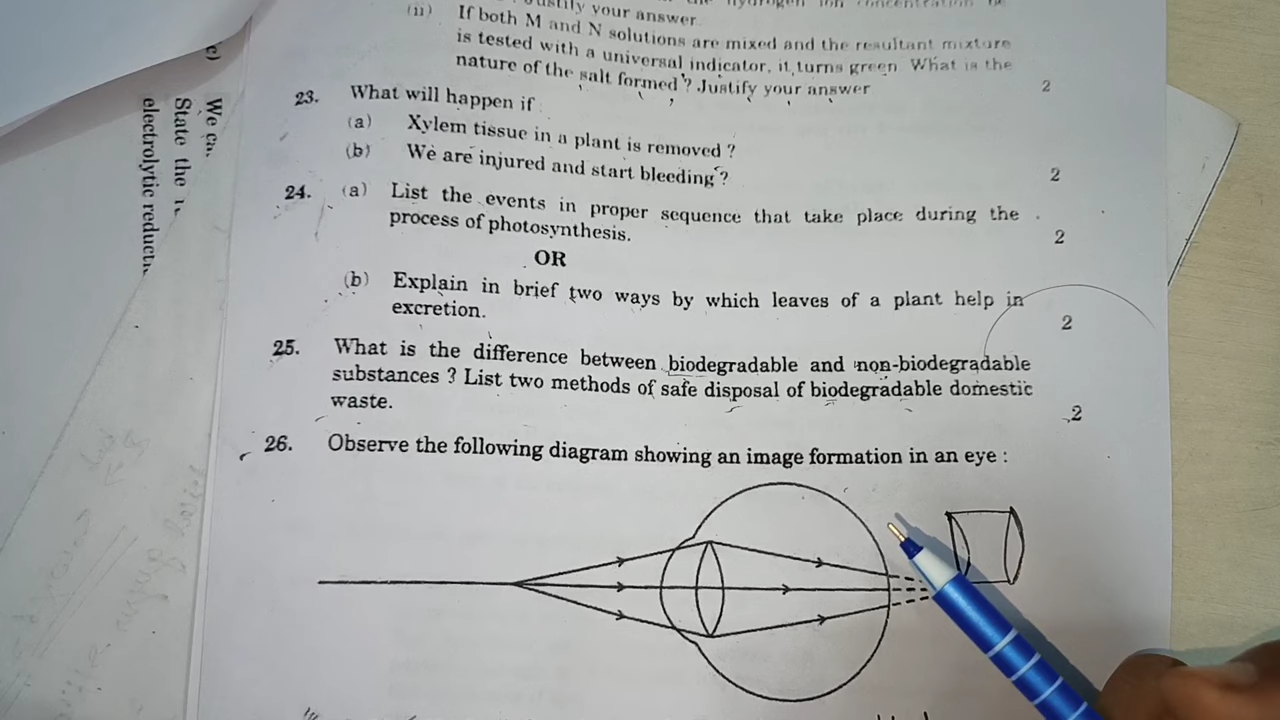 Justify your answer.
(ii) If both M and N solutions are mixed and the resultant mixture
is tested with a universal indicator, it turns green. What is the
nature of the salt formed ? Justify your answer
2
23. What will happen if
(a) Xylem tissue in a plant is removed ?
(b) We are injured and start bleeding ?
2
24. (a) List the events in proper sequence that take place during the
process of photosynthesis.
2
OR
(b) Explain in brief two ways by which leaves of a plant help in
excretion.
2
25. What is the difference between biodegradable and non-biodegradable
substances ? List two methods of safe disposal of biodegradable domestic
waste.
2
26. Observe the following diagram showing an image formation in an eye :
State the
electrolytic